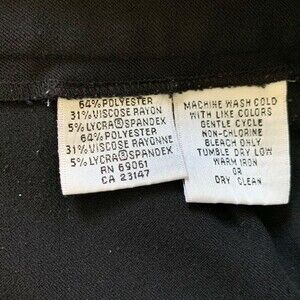 64% POLYESTER
31% VISCOSE RAYON
5% LYCRA® SPANDEX
64% POLYESTER
31% VISCOSE RAYONNE
5% LYCRA® SPANDEX
RN 69051
CA 23147
MACHINE WASH COLD
WITH LIKE COLORS
GENTLE CYCLE
NON-CHLORINE
BLEACH ONLY
TUMBLE DRY LOW
WARM IRON
OR
DRY CLEAN